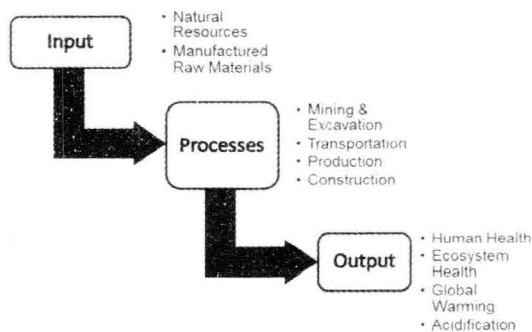 Input
• Natural
Resources
• Manufactured
Raw Materials
Processes
• Mining &
Excavation
• Transportation
• Production
• Construction
Output
• Human Health
• Ecosystem
Health
• Global
Warming
• Acidification